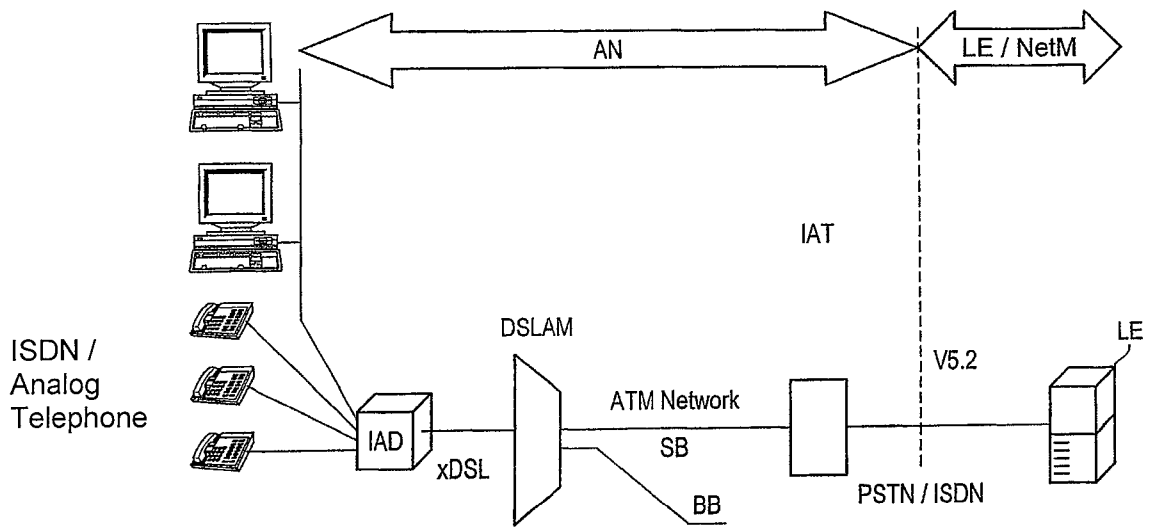 AN
LE / NetM
IAT
ISDN /
Analog
Telephone
DSLAM
LE
V5.2
IAD
xDSL
ATM Network
SB
BB
PSTN / ISDN